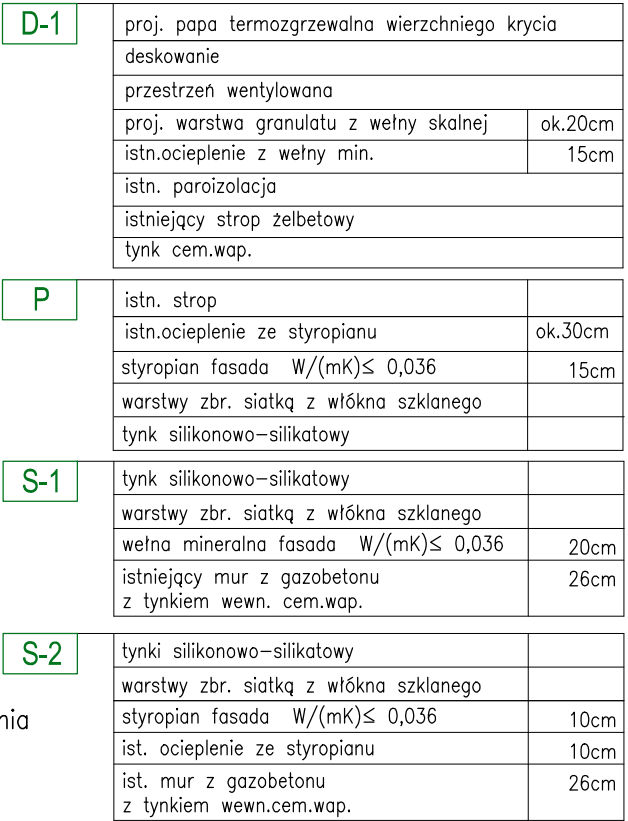 D-1
proj. papa termozgrzewalna wierzchniego krycia
deskowanie
przestrzeń wentylowana
proj. warstwa granulatu z wełny skalnej ok.20cm
istn.ocieplenie z wełny min. 15cm
istn. paroizolacja
istniejący strop żelbetowy
tynk cem.wap.
P
istn. strop
istn.ocieplenie ze styropianu ok.30cm
styropian fasada W/(mK)≤ 0,036 15cm
warstwy zbr. siatką z włókna szklanego
tynk silikonowo-silikatowy
S-1
tynk silikonowo-silikatowy
warstwy zbr. siatką z włókna szklanego
wełna mineralna fasada W/(mK)≤ 0,036 20cm
istniejący mur z gazobetonu 26cm
z tynkiem wewn. cem.wap.
S-2
tynki silikonowo-silikatowy
warstwy zbr. siatką z włókna szklanego
nia
styropian fasada W/(mK)≤ 0,036 10cm
ist. ocieplenie ze styropianu 10cm
ist. mur z gazobetonu 26cm
z tynkiem wewn.cem.wap.